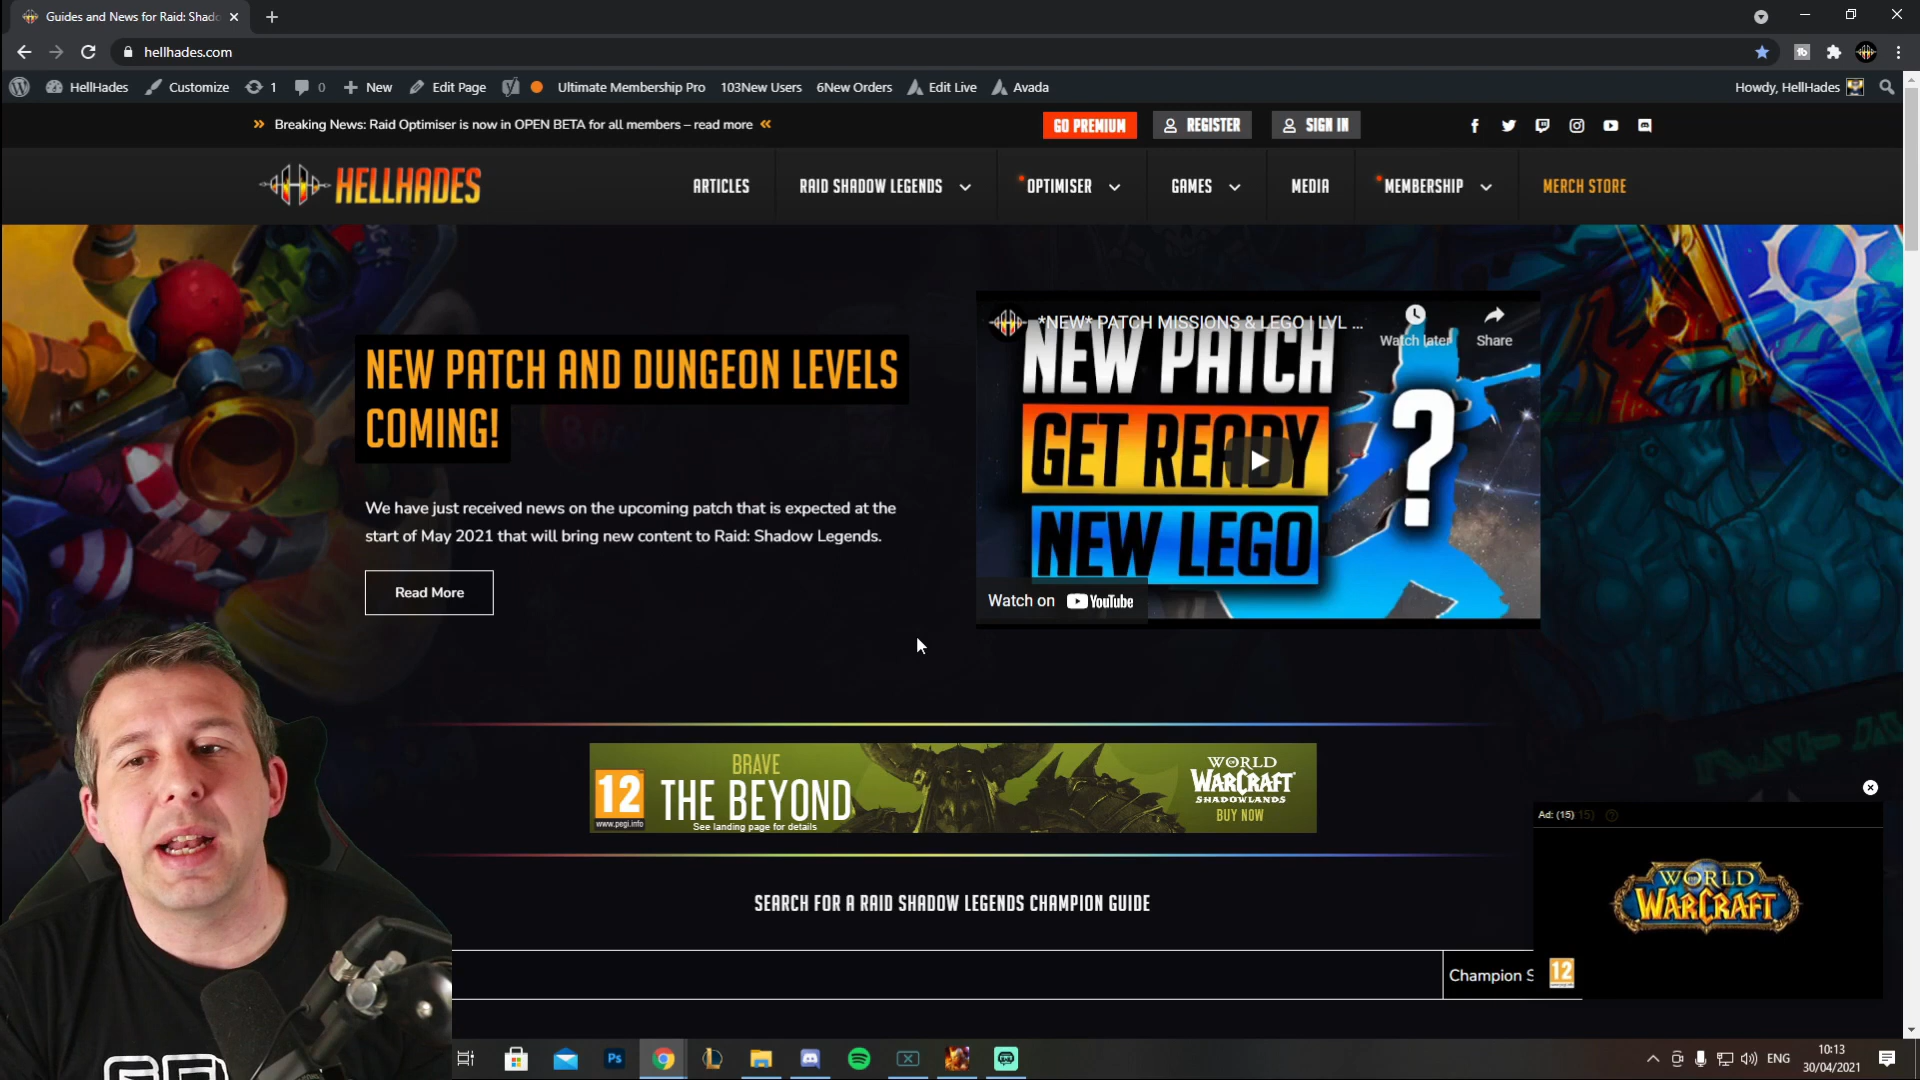 Guides and News for Raid: Shado
hellhades.com
HellHades Customize 1 0 New Edit Page Ultimate Membership Pro 103New Users 6New Orders Edit Live Avada Howdy, HellHades
Breaking News: Raid Optimiser is now in OPEN BETA for all members – read more
GO PREMIUM REGISTER SIGN IN
HELLHADES
ARTICLES RAID SHADOW LEGENDS OPTIMISER GAMES MEDIA MEMBERSHIP MERCH STORE
NEW PATCH AND DUNGEON LEVELS
COMING!
We have just received news on the upcoming patch that is expected at the
start of May 2021 that will bring new content to Raid: Shadow Legends.
Read More
*NEW* PATCH MISSIONS & LEGO | LVL ...
Watch later Share
NEW PATCH
GET READY
NEW LEGO
?
Watch on YouTube
12
www.pegi.info
BRAVE
THE BEYOND
See landing page for details
WORLD
WARCRAFT
SHADOWLANDS
BUY NOW
Ad: (15)
WORLD
WARCRAFT
12
SEARCH FOR A RAID SHADOW LEGENDS CHAMPION GUIDE
Champion S
Ps
ENG
10:13
30/04/2021